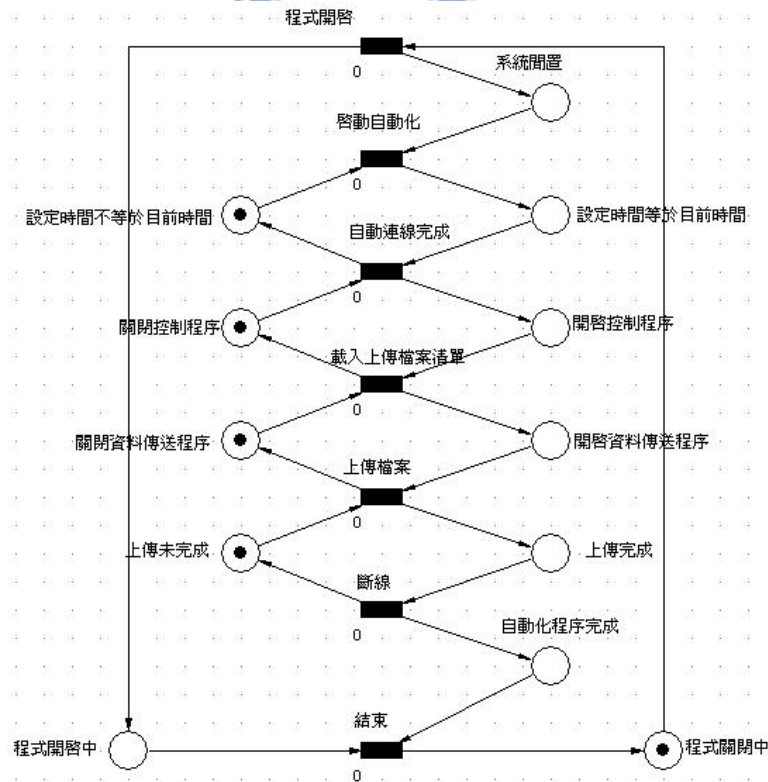 程式開啓
0
系統閒置
啓動自動化
0
設定時間不等於目前時間
設定時間等於目前時間
自動連線完成
0
關閉控制程序
開啓控制程序
載入上傳檔案清單
0
關閉資料傳送程序
開啓資料傳送程序
上傳檔案
0
上傳未完成
上傳完成
斷線
0
自動化程序完成
結束
程式開啓中
程式關閉中
0